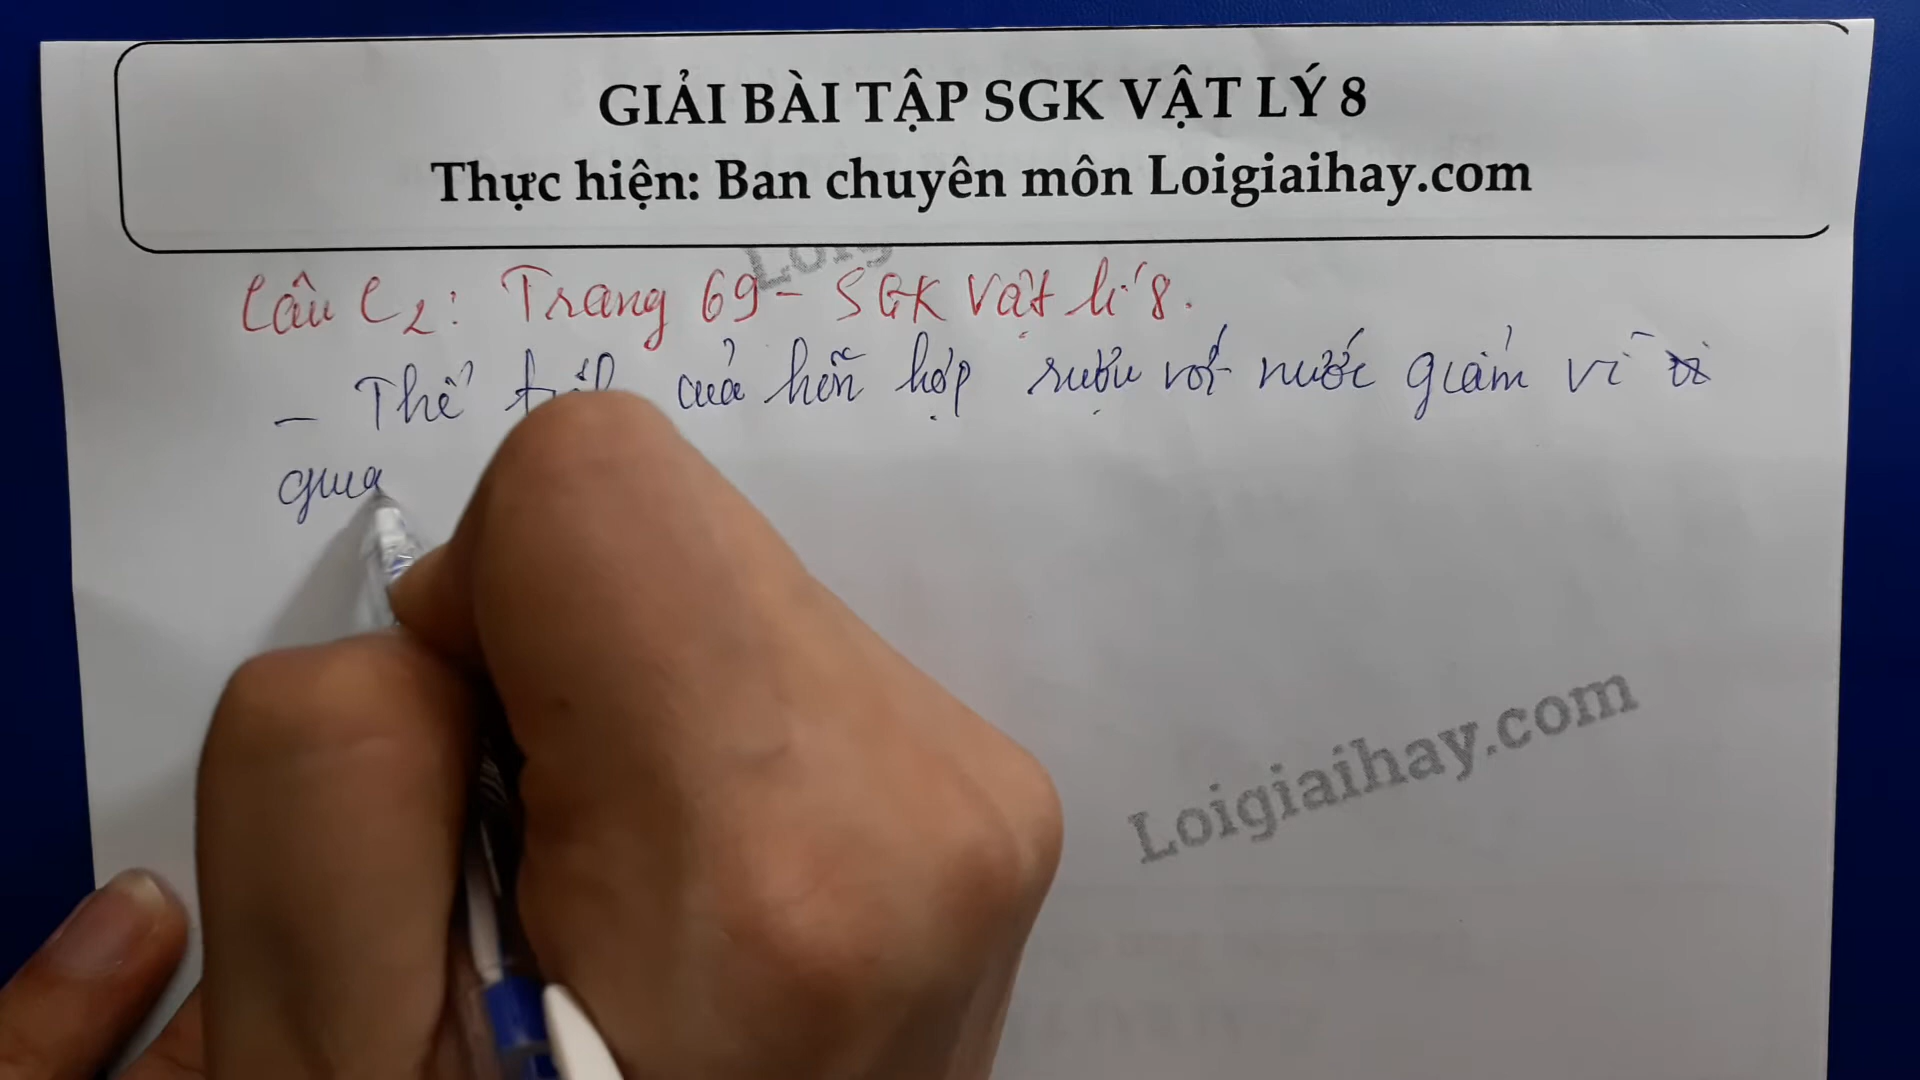 GIẢI BÀI TẬP SGK VẬT LÝ 8
Thực hiện: Ban chuyên môn Loigiaihay.com
Câu C2: Trang 69 - SGK Vật lí 8.
- Thể của hỗn hợp rượu với nước giảm vì
giưa
Loigiaihay.com